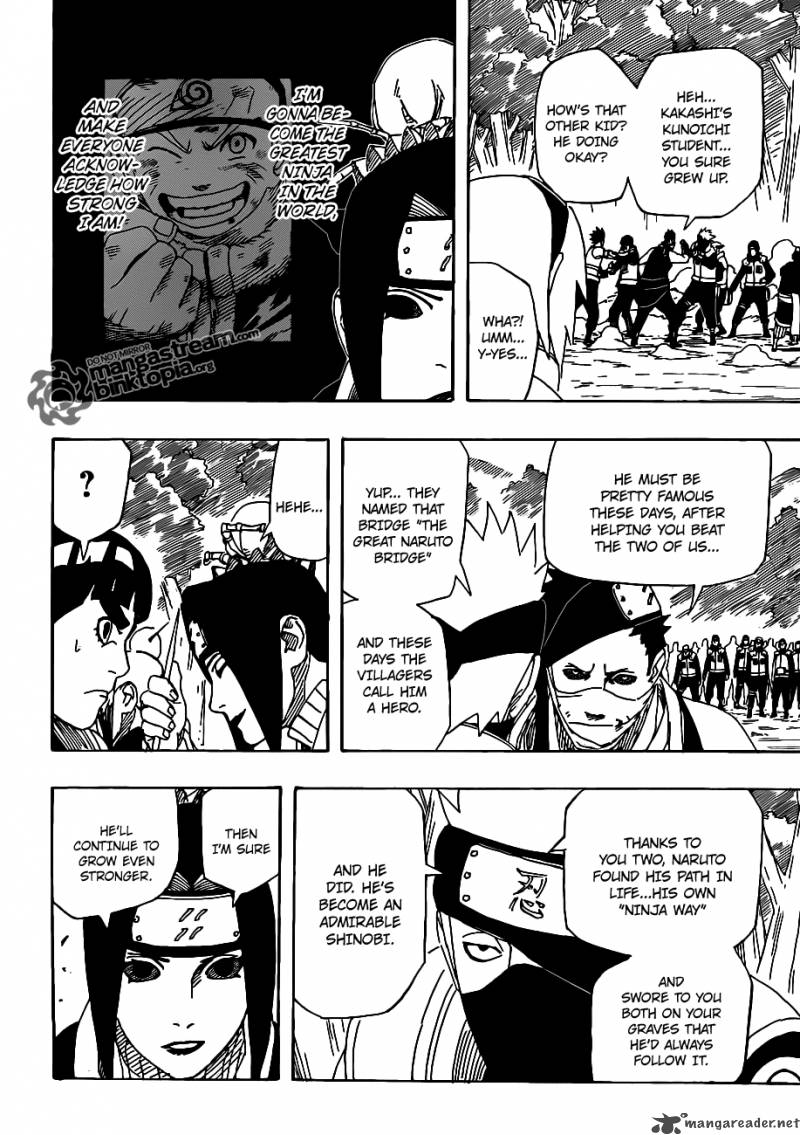 HEH...
KAKASHI'S
KUNOICHI
STUDENT...
YOU SURE
GREW UP.
HOW'S THAT
OTHER KID?
HE DOING
OKAY?
WHA?!
UMM...
Y-YES...
I'M
GONNA BE-
COME THE
GREATEST
NINJA
IN THE
WORLD,
AND
MAKE
EVERYONE
ACKNOW-
LEDGE HOW
STRONG
I AM!
DO NOT MIRROR
mangastream.com
binktopia.org
HE MUST BE
PRETTY FAMOUS
THESE DAYS, AFTER
HELPING YOU BEAT
THE TWO OF US...
YUP... THEY
NAMED THAT
BRIDGE "THE
GREAT NARUTO
BRIDGE"
AND THESE
DAYS THE
VILLAGERS
CALL HIM
A HERO.
HEHE...
?
THANKS TO
YOU TWO, NARUTO
FOUND HIS PATH IN
LIFE...HIS OWN
"NINJA WAY"
AND
SWORE TO YOU
BOTH ON YOUR
GRAVES THAT
HE'D ALWAYS
FOLLOW IT.
忍
AND HE
DID. HE'S
BECOME AN
ADMIRABLE
SHINOBI.
THEN
I'M SURE
HE'LL
CONTINUE TO
GROW EVEN
STRONGER.
mangareader.net